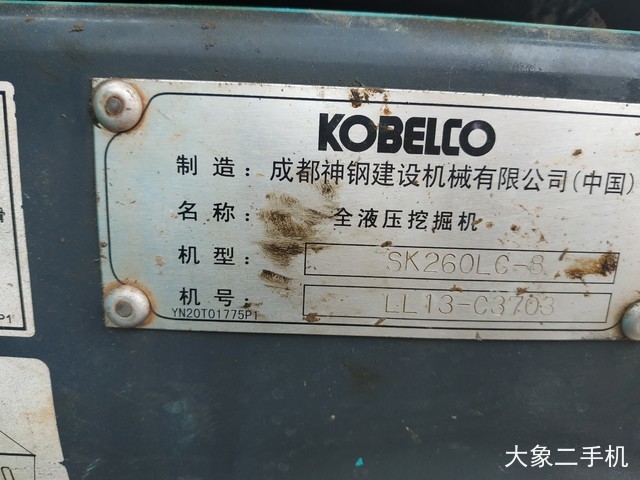 KOBELCO
制造：成都神钢建设机械有限公司(中国)
名称：全液压挖掘机
机型：SK260LC-8
机号：LL13-C3703
YN20T01775P1
大象二手机